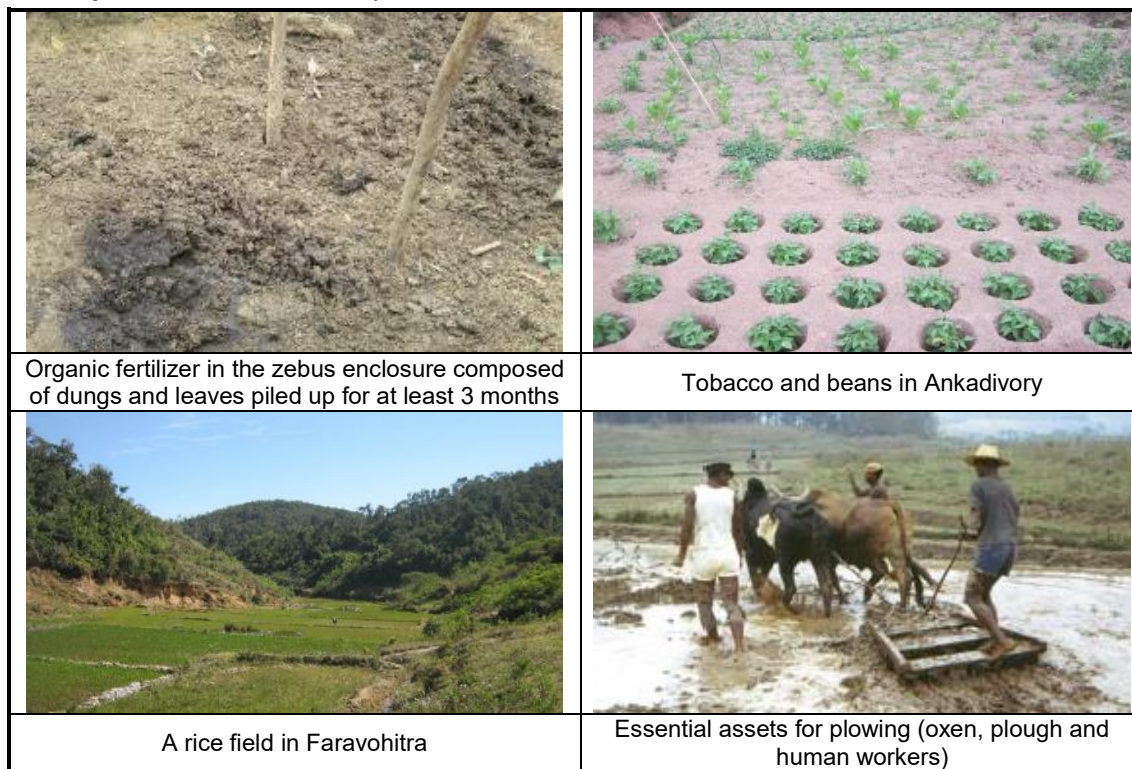 Organic fertilizer in the zebus enclosure composed
of dungs and leaves piled up for at least 3 months
Tobacco and beans in Ankadivory
A rice field in Faravohitra
Essential assets for plowing (oxen, plough and
human workers)